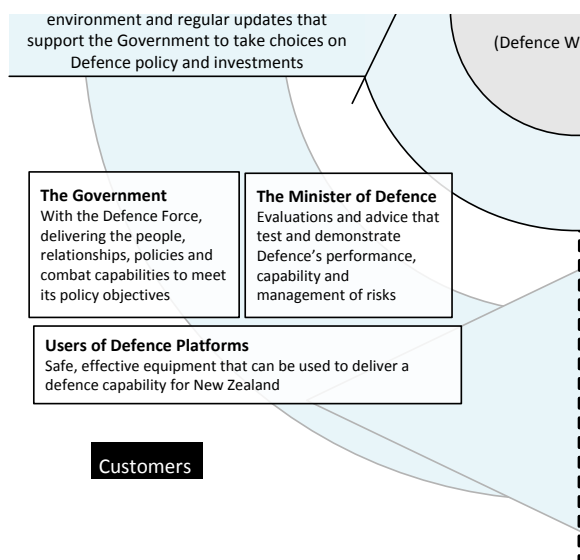 environment and regular updates that
support the Government to take choices on
Defence policy and investments
(Defence W
The Government
With the Defence Force,
delivering the people,
relationships, policies and
combat capabilities to meet
its policy objectives
The Minister of Defence
Evaluations and advice that
test and demonstrate
Defence's performance,
capability and
management of risks
Users of Defence Platforms
Safe, effective equipment that can be used to deliver a
defence capability for New Zealand
Customers